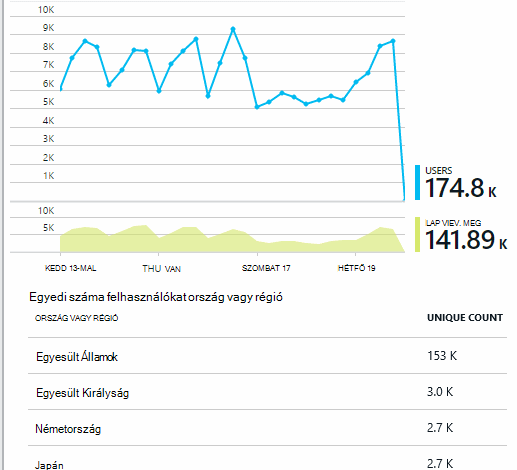 10K
9K
8K
7K
6K
5K
4K
3K
2K
1K
USERS
174.8 K
10K
5K
LAP VIEV. MEG
141.89 K
KEDD 13-MAL THU VAN SZOMBAT 17 HÉTFŐ 19
Egyedi száma felhasználókat ország vagy régió
ORSZÁG VAGY RÉGIÓ UNIQUE COUNT
Egyesült Államok 153 K
Egyesült Királyság 3.0 K
Németország 2.7 K
Japán 2.7 K